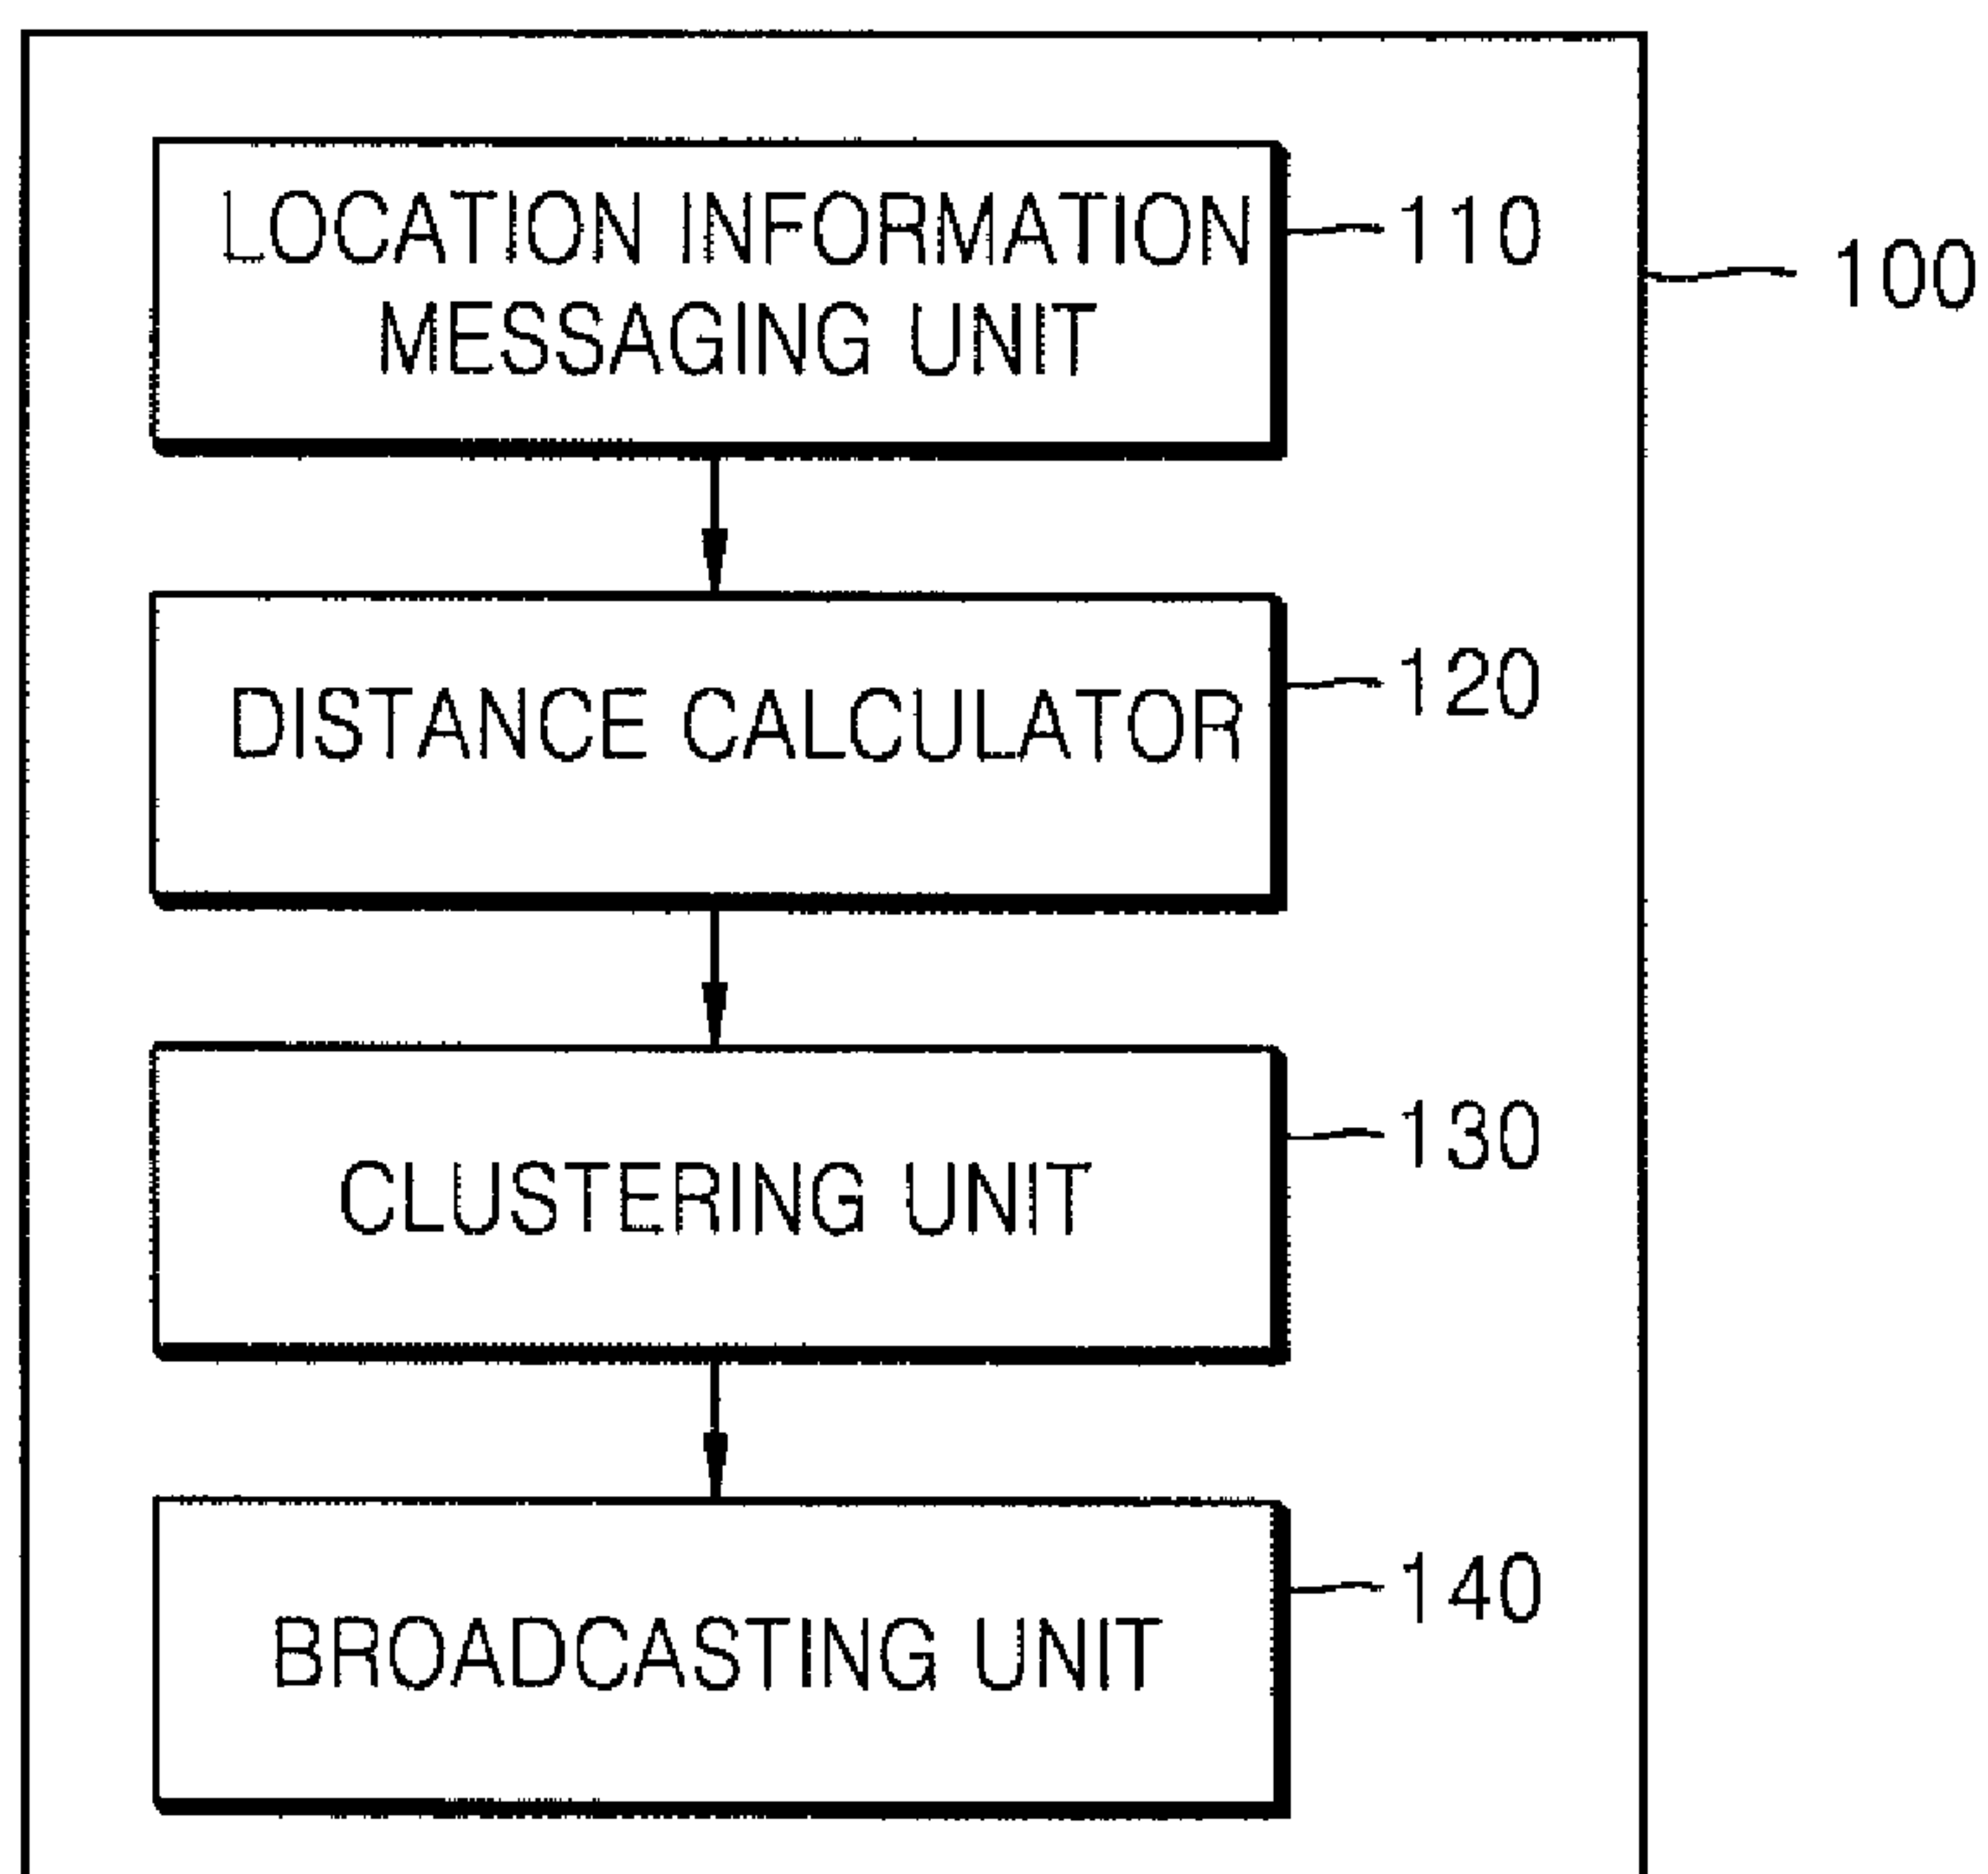 LOCATION INFORMATION
MESSAGING UNIT
110
100
DISTANCE CALCULATOR
120
CLUSTERING UNIT
130
BROADCASTING UNIT
140